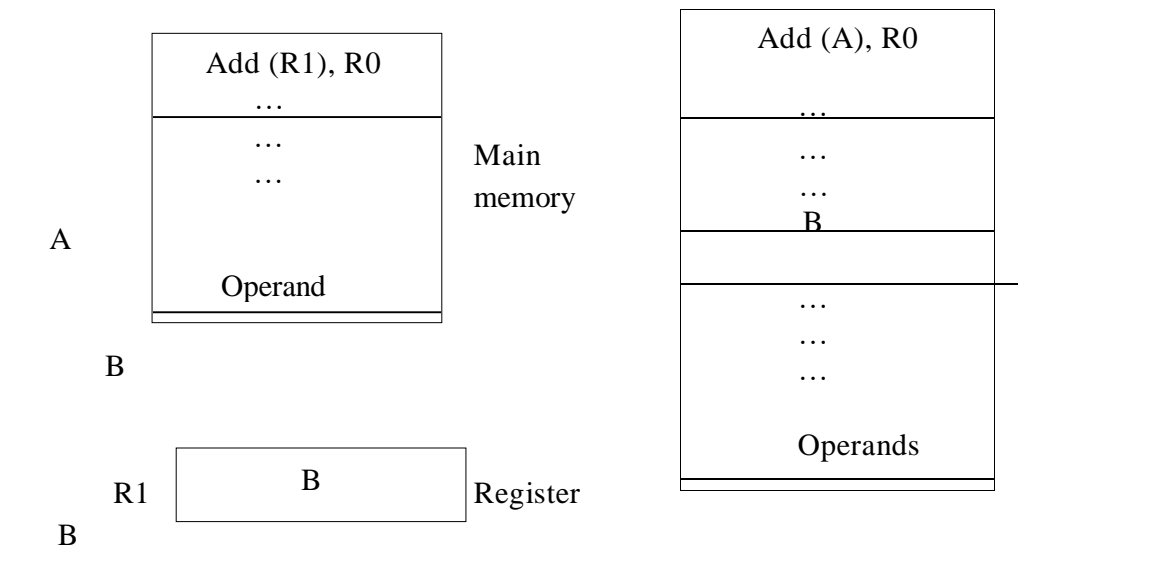 Add (R1), R0
…
…
…
Main
memory
A
Operand
B
R1
B
Register
B
Add (A), R0
…
…
…
B
…
…
…
Operands